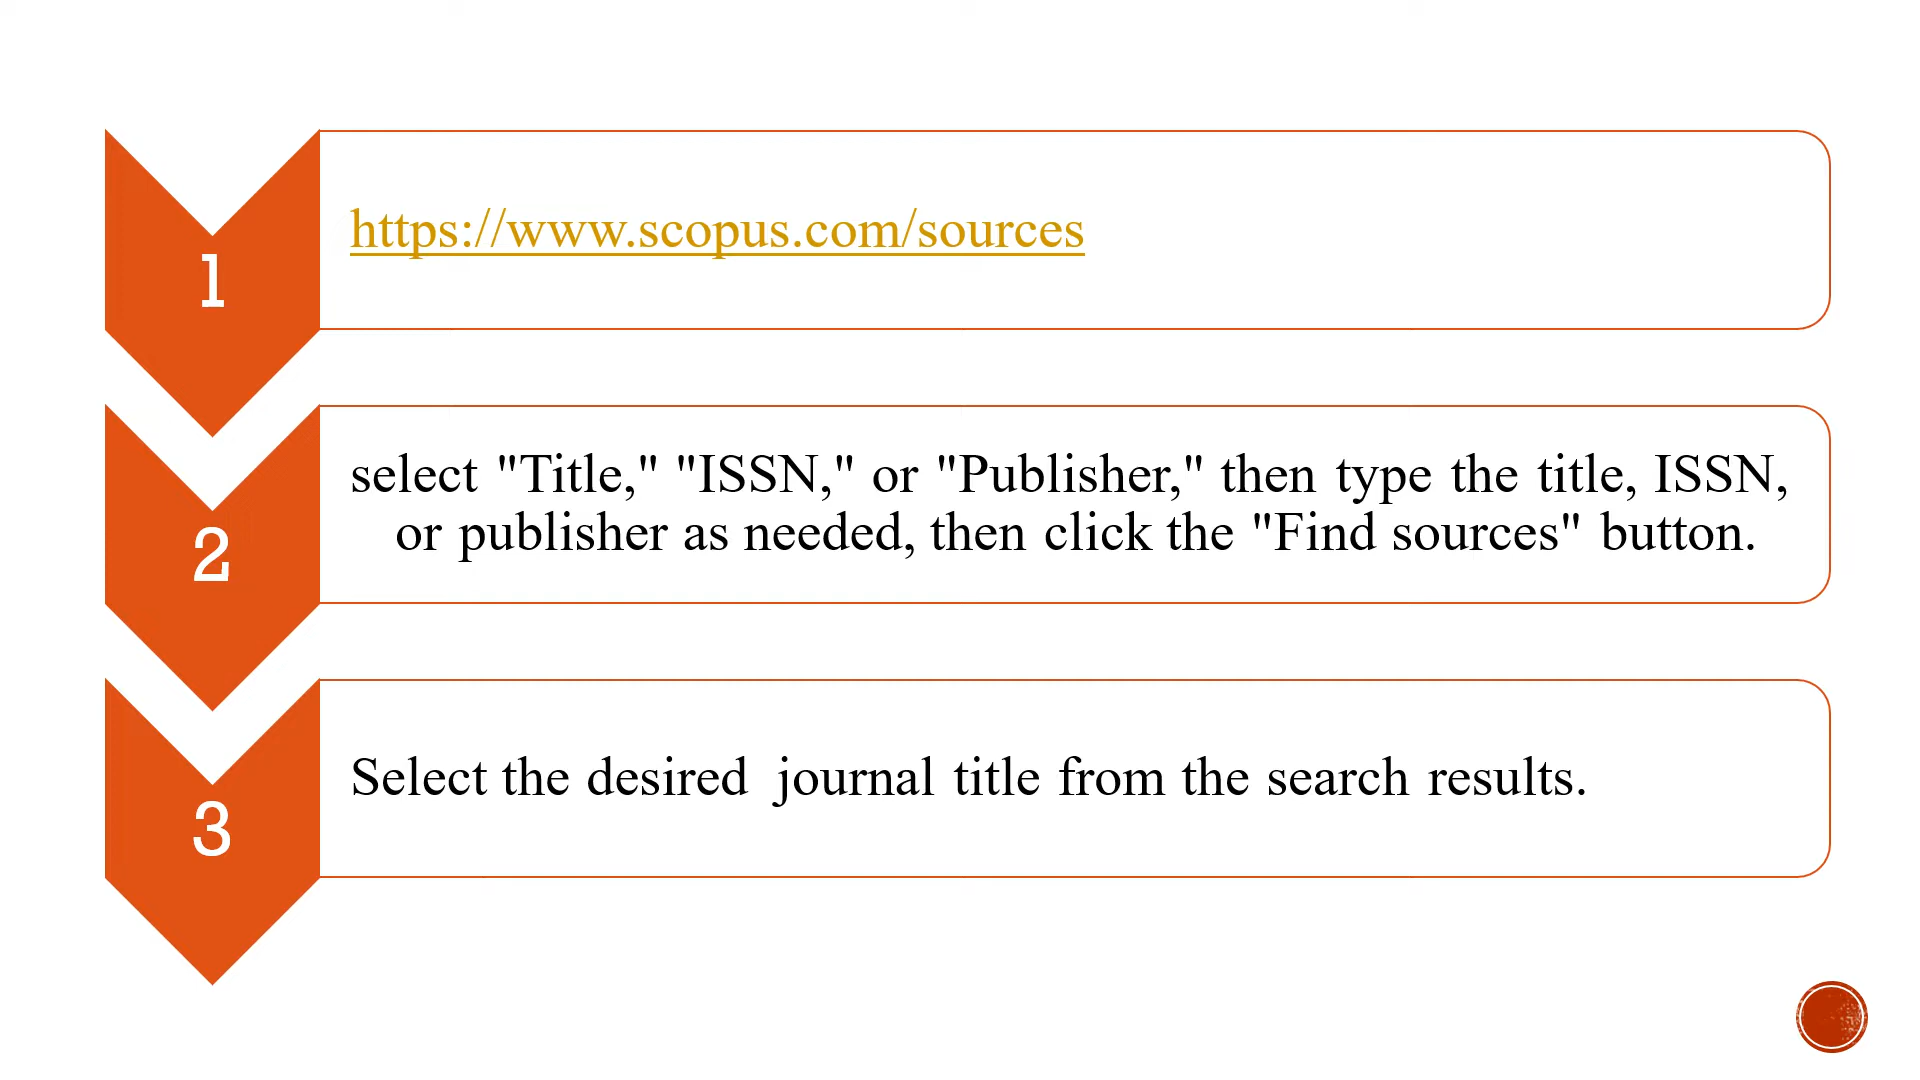 1
https://www.scopus.com/sources
2
select "Title," "ISSN," or "Publisher," then type the title, ISSN,
or publisher as needed, then click the "Find sources" button.
3
Select the desired journal title from the search results.